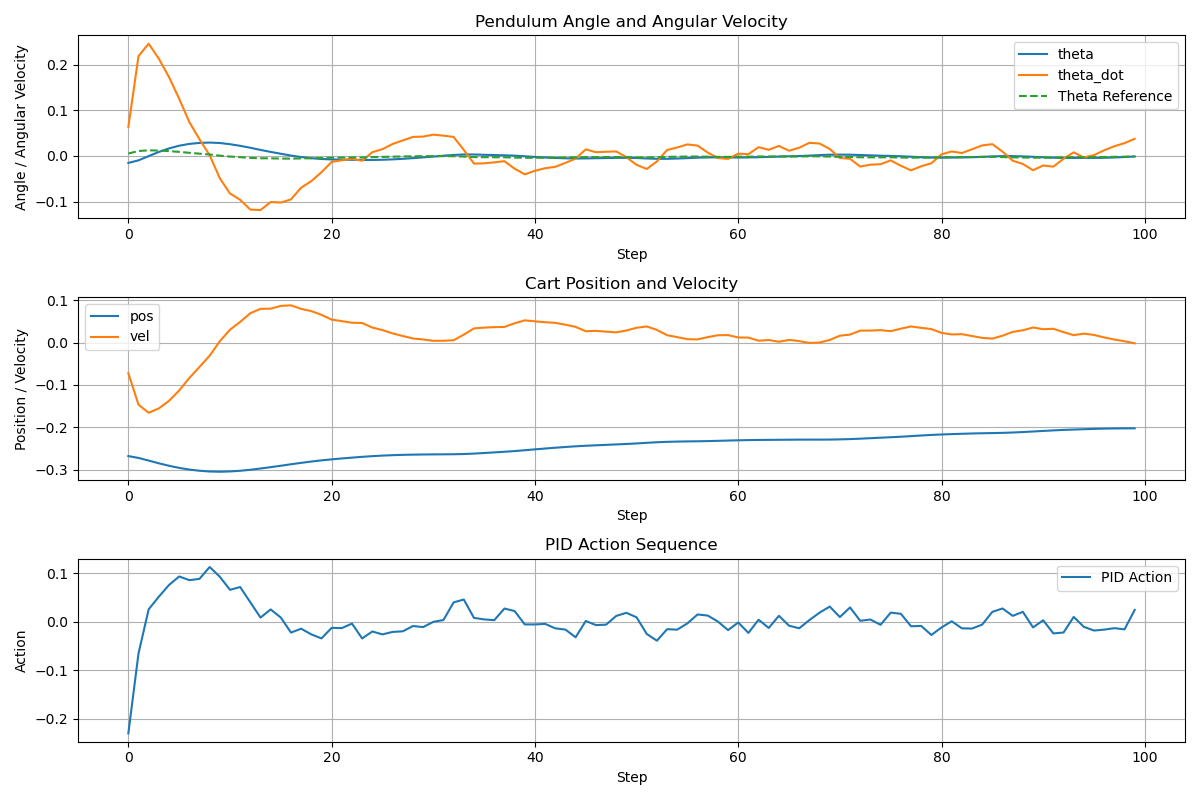 Pendulum Angle and Angular Velocity
Angle / Angular Velocity
0.2
0.1
0.0
−0.1
theta
theta_dot
Theta Reference
0 20 40 60 80 100
Step
Cart Position and Velocity
Position / Velocity
0.1
0.0
−0.1
−0.2
−0.3
pos
vel
0 20 40 60 80 100
Step
PID Action Sequence
Action
0.1
0.0
−0.1
−0.2
PID Action
0 20 40 60 80 100
Step